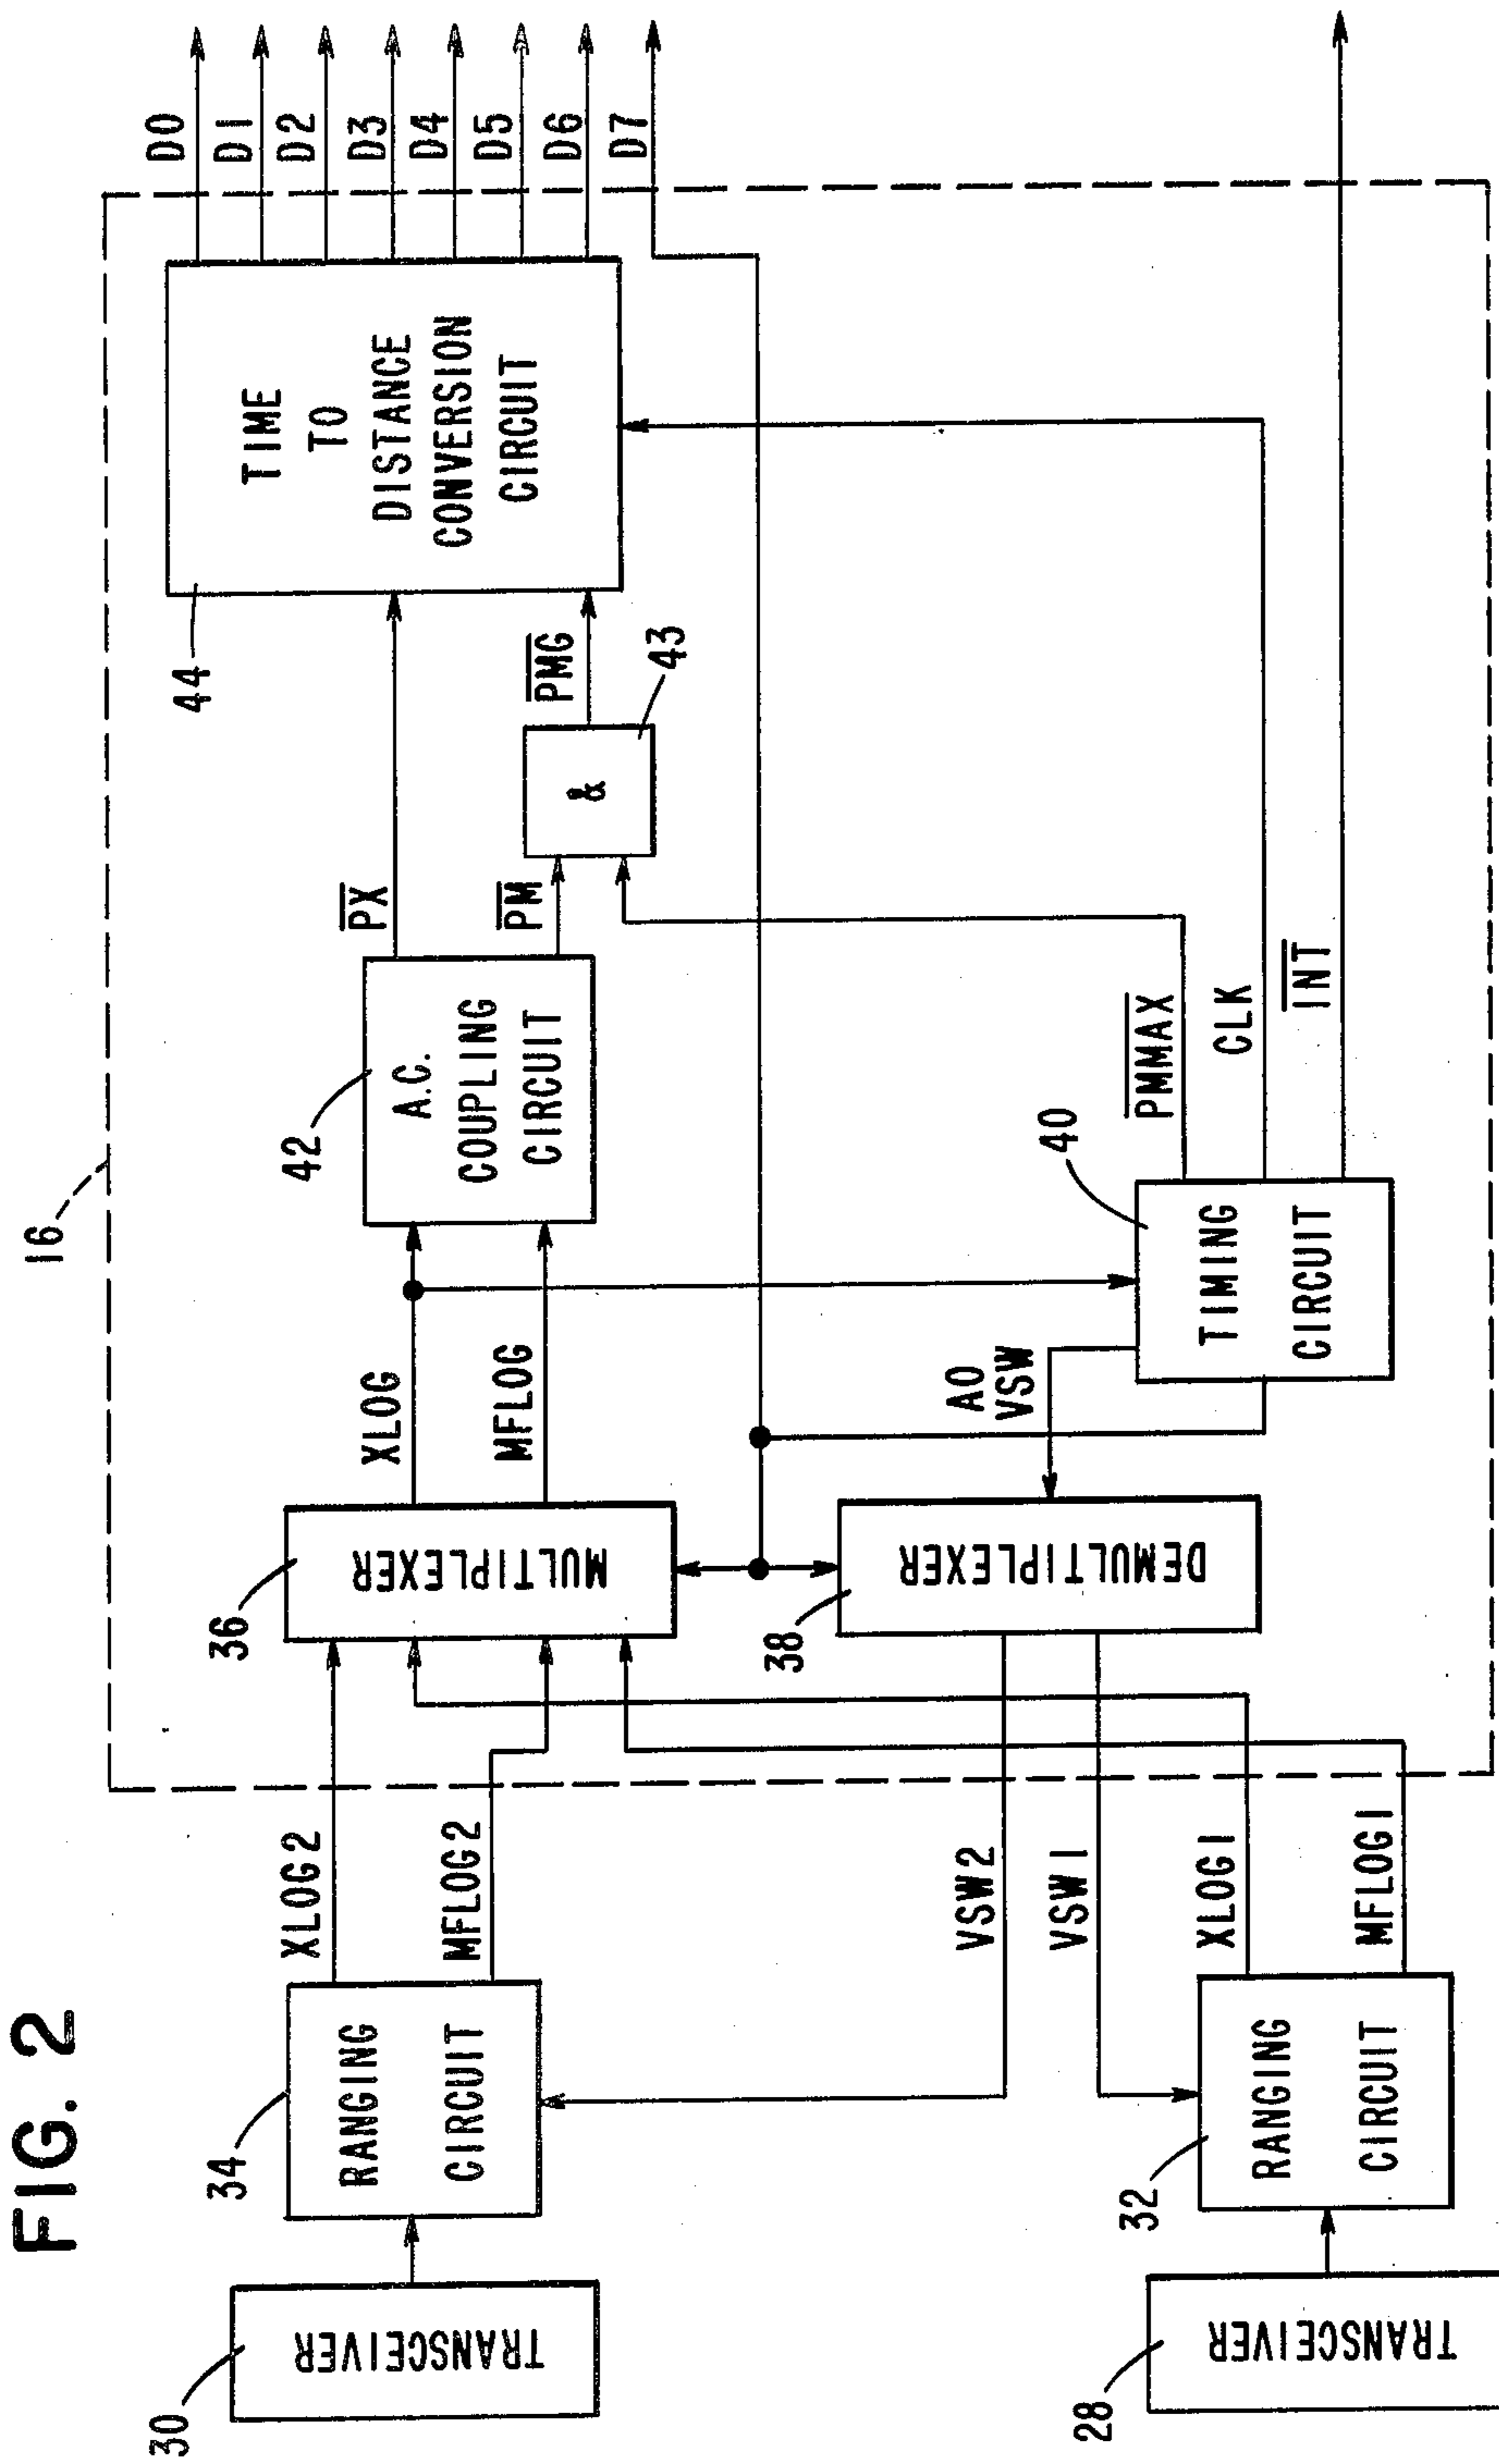 FIG. 2
16
30
TRANSCEIVER
34
RANGING
CIRCUIT
XLOG2
MFLOG2
36
MULTIPLEXER
XLOG
MFLOG
42
A.C.
COUPLING
CIRCUIT
PX
PM
&
43
PMG
44
TIME
TO
DISTANCE
CONVERSION
CIRCUIT
D0
D1
D2
D3
D4
D5
D6
D7
28
TRANSCEIVER
32
RANGING
CIRCUIT
VSW2
VSW1
XLOG1
MFLOG1
38
DEMULTIPLEXER
A0
VSW
40
TIMING
CIRCUIT
PMMAX
CLK
INT